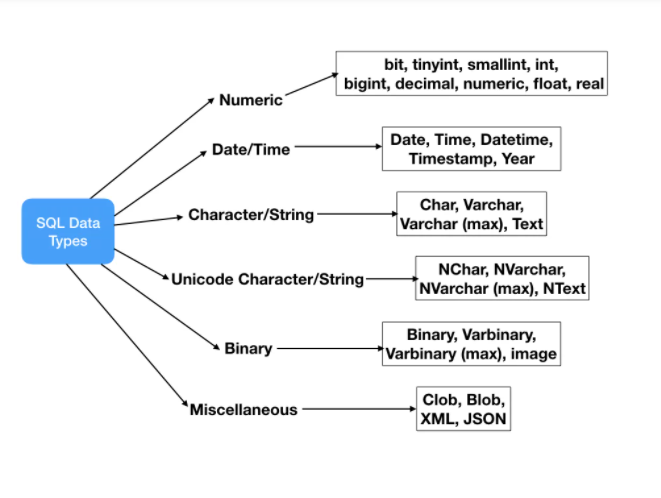 bit, tinyint, smallint, int,
bigint, decimal, numeric, float, real
Numeric
Date/Time
Date, Time, Datetime,
Timestamp, Year
SQL Data
Types
Character/String
Char, Varchar,
Varchar (max), Text
Unicode Character/String
NChar, NVarchar,
NVarchar (max), NText
Binary
Binary, Varbinary,
Varbinary (max), image
Miscellaneous
Clob, Blob,
XML, JSON